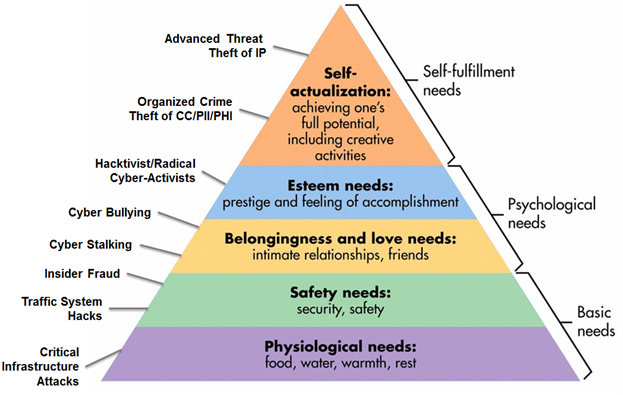 Advanced Threat
Theft of IP
Organized Crime
Theft of CC/PII/PHI
Hacktivist/Radical
Cyber-Activists
Cyber Bullying
Cyber Stalking
Insider Fraud
Traffic System
Hacks
Critical
Infrastructure
Attacks
Self-
actualization:
achieving one's
full potential,
including creative
activities
Esteem needs:
prestige and feeling of accomplishment
Belongingness and love needs:
intimate relationships, friends
Safety needs:
security, safety
Physiological needs:
food, water, warmth, rest
Self-fulfillment
needs
Psychological
needs
Basic
needs